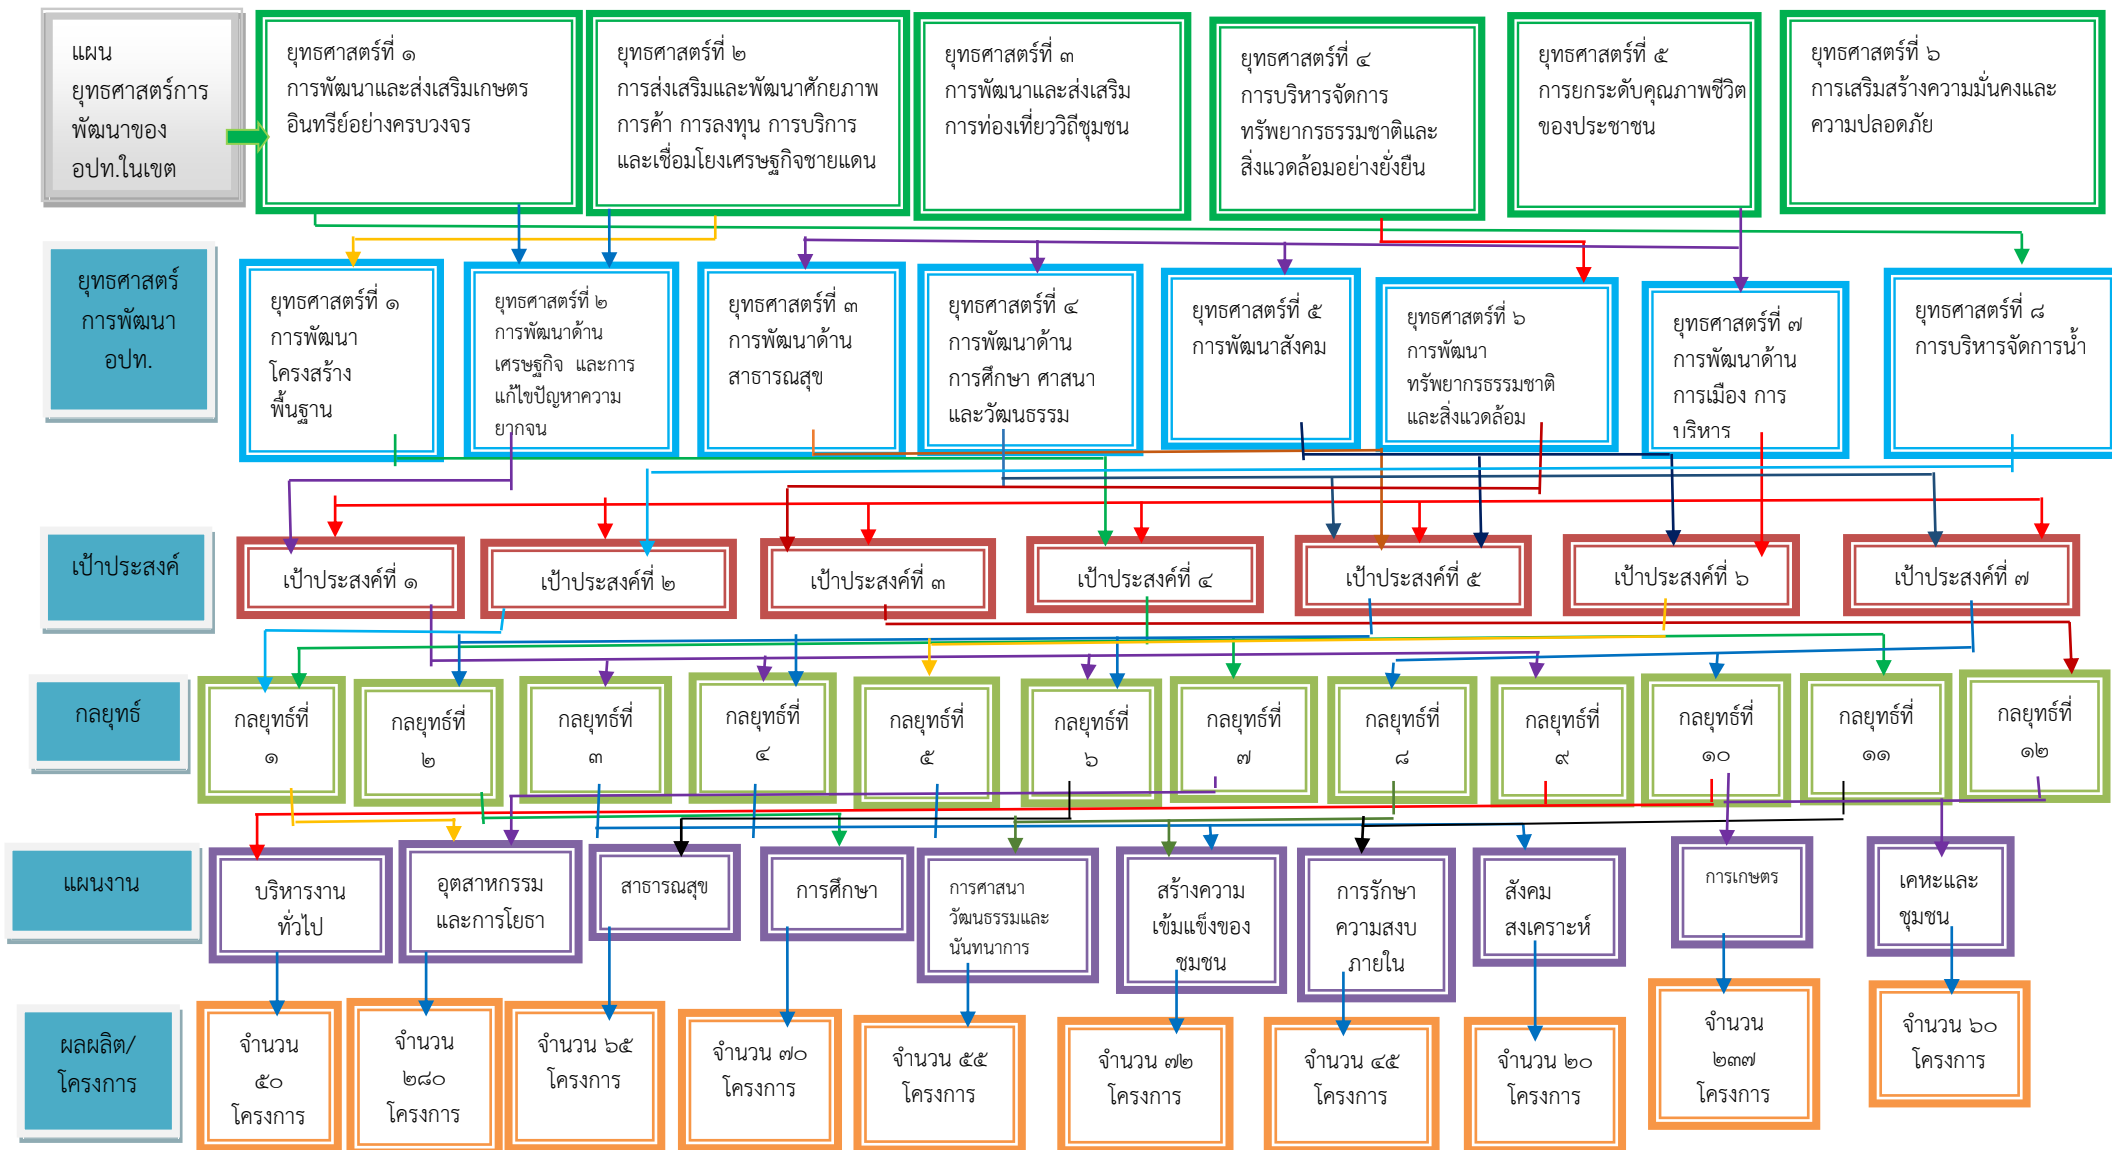 แผน
ยุทธศาสตร์การ
พัฒนาของ
อปท.ในเขต
ยุทธศาสตร์ที่ ๑
การพัฒนาและส่งเสริมเกษตร
อินทรีย์อย่างครบวงจร
ยุทธศาสตร์ที่ ๒
การส่งเสริมและพัฒนาศักยภาพ
การค้า การลงทุน การบริการ
และเชื่อมโยงเศรษฐกิจชายแดน
ยุทธศาสตร์ที่ ๓
การพัฒนาและส่งเสริม
การท่องเที่ยววิถีชุมชน
ยุทธศาสตร์ที่ ๔
การบริหารจัดการ
ทรัพยากรธรรมชาติและ
สิ่งแวดล้อมอย่างยั่งยืน
ยุทธศาสตร์ที่ ๕
การยกระดับคุณภาพชีวิต
ของประชาชน
ยุทธศาสตร์ที่ ๖
การเสริมสร้างความมั่นคงและ
ความปลอดภัย
ยุทธศาสตร์
การพัฒนา
อปท.
ยุทธศาสตร์ที่ ๑
การพัฒนา
โครงสร้าง
พื้นฐาน
ยุทธศาสตร์ที่ ๒
การพัฒนาด้าน
เศรษฐกิจ และการ
แก้ไขปัญหาความ
ยากจน
ยุทธศาสตร์ที่ ๓
การพัฒนาด้าน
สาธารณสุข
ยุทธศาสตร์ที่ ๔
การพัฒนาด้าน
การศึกษา ศาสนา
และวัฒนธรรม
ยุทธศาสตร์ที่ ๕
การพัฒนาสังคม
ยุทธศาสตร์ที่ ๖
การพัฒนา
ทรัพยากรธรรมชาติ
และสิ่งแวดล้อม
ยุทธศาสตร์ที่ ๗
การพัฒนาด้าน
การเมือง การ
บริหาร
ยุทธศาสตร์ที่ ๘
การบริหารจัดการน้ำ
เป้าประสงค์
เป้าประสงค์ที่ ๑
เป้าประสงค์ที่ ๒
เป้าประสงค์ที่ ๓
เป้าประสงค์ที่ ๔
เป้าประสงค์ที่ ๕
เป้าประสงค์ที่ ๖
เป้าประสงค์ที่ ๗
กลยุทธ์
กลยุทธ์ที่
๑
กลยุทธ์ที่
๒
กลยุทธ์ที่
๓
กลยุทธ์ที่
๔
กลยุทธ์ที่
๕
กลยุทธ์ที่
๖
กลยุทธ์ที่
๗
กลยุทธ์ที่
๘
กลยุทธ์ที่
๙
กลยุทธ์ที่
๑๐
กลยุทธ์ที่
๑๑
กลยุทธ์ที่
๑๒
แผนงาน
บริหารงาน
ทั่วไป
อุตสาหกรรม
และการโยธา
สาธารณสุข
การศึกษา
การศาสนา
วัฒนธรรมและ
นันทนาการ
สร้างความ
เข้มแข็งของ
ชุมชน
การรักษา
ความสงบ
ภายใน
สังคม
สงเคราะห์
การเกษตร
เคหะและ
ชุมชน
ผลผลิต/
โครงการ
จำนวน
๕๐
โครงการ
จำนวน
๒๘๐
โครงการ
จำนวน ๖๕
โครงการ
จำนวน ๗๐
โครงการ
จำนวน ๕๕
โครงการ
จำนวน ๗๒
โครงการ
จำนวน ๔๕
โครงการ
จำนวน ๒๐
โครงการ
จำนวน
๒๓๗
โครงการ
จำนวน ๖๐
โครงการ